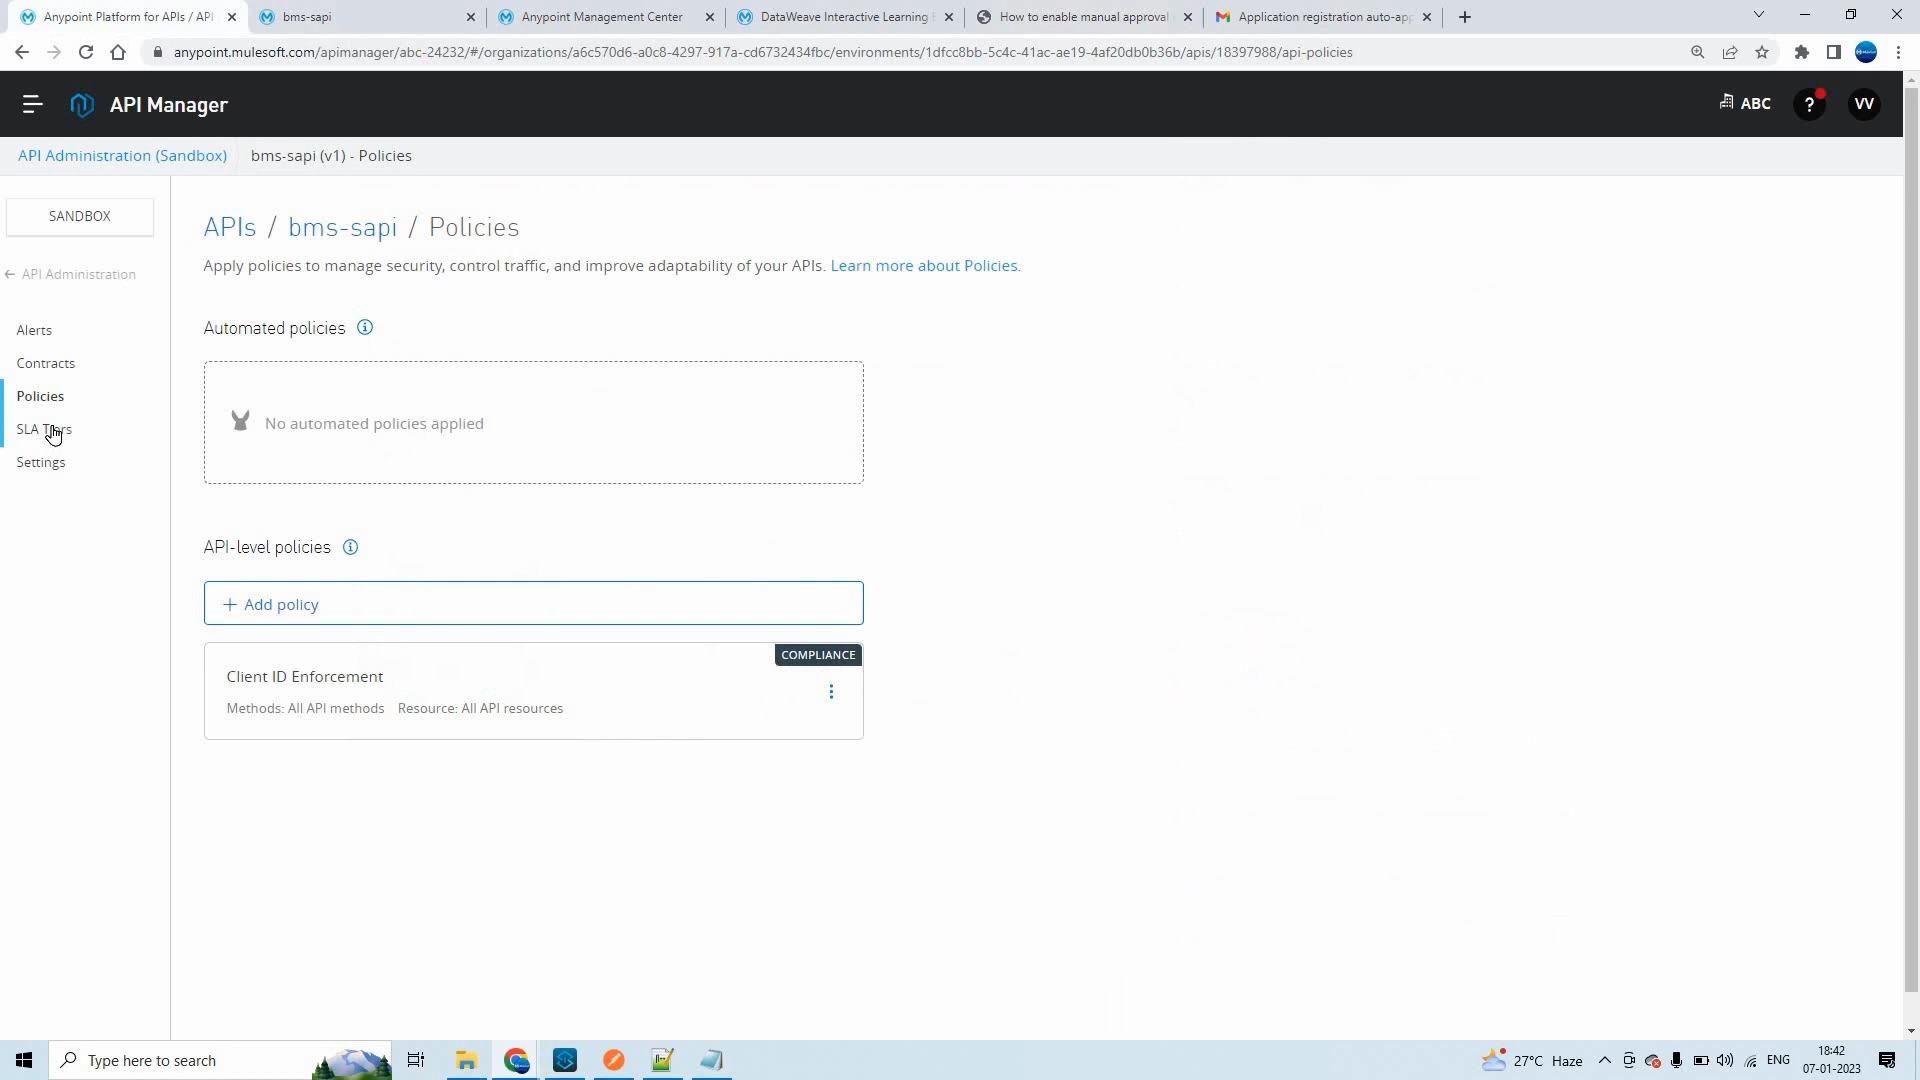 Anypoint Platform for APIs / API
bms-sapi
Anypoint Management Center
DataWeave Interactive Learning
How to enable manual approval
Application registration auto-app
anypoint.mulesoft.com/apimanager/abc-24232/#/organizations/a6c570d6-a0c8-4297-917a-cd6732434fbc/environments/1dfcc8bb-5c4c-41ac-ae19-4af20db0b36b/apis/18397988/api-policies
API Manager
ABC
?
VV
API Administration (Sandbox)
bms-sapi (v1) - Policies
SANDBOX
API Administration
Alerts
Contracts
Policies
SLA Tiers
Settings
APIs / bms-sapi / Policies
Apply policies to manage security, control traffic, and improve adaptability of your APIs. Learn more about Policies.
Automated policies
No automated policies applied
API-level policies
+ Add policy
COMPLIANCE
Client ID Enforcement
Methods: All API methods Resource: All API resources
Type here to search
27°C Haze
ENG
18:42
07-01-2023